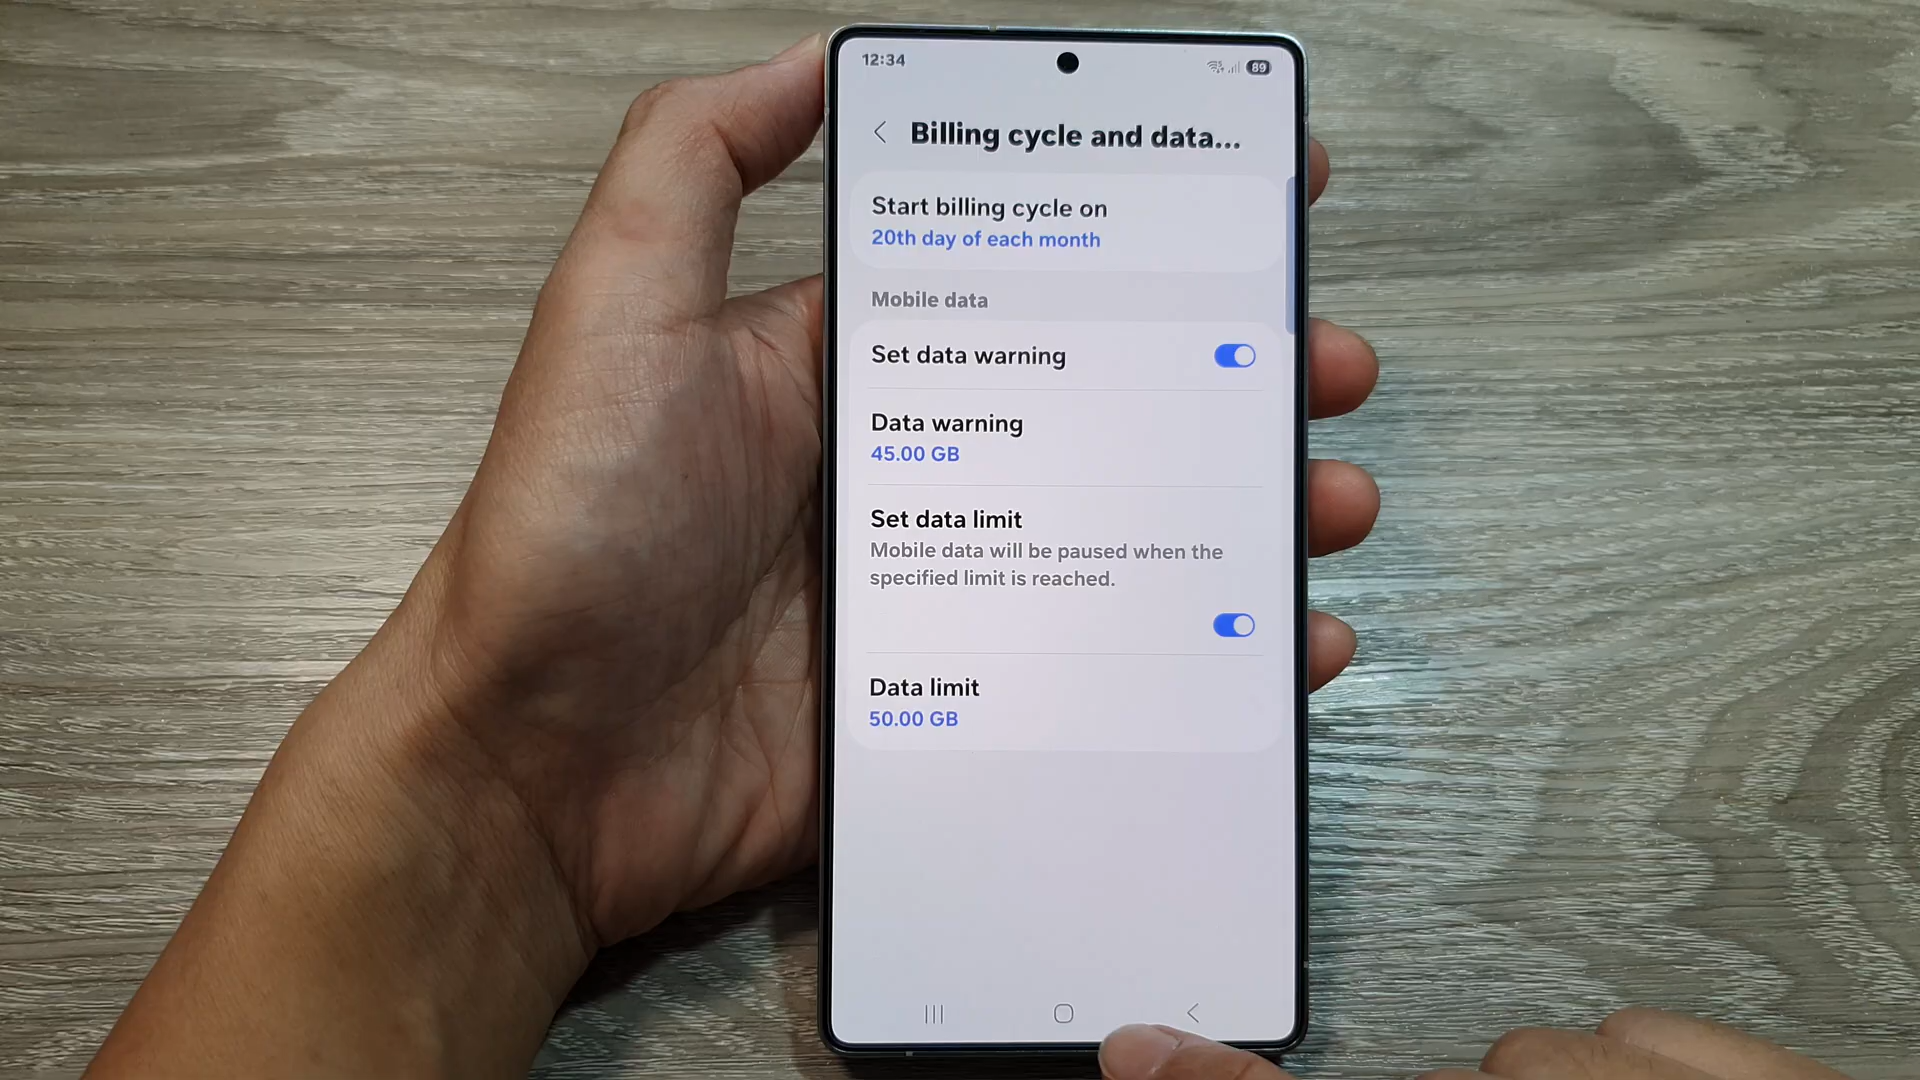 12:34
89
Billing cycle and data...
Start billing cycle on
20th day of each month
Mobile data
Set data warning
Data warning
45.00 GB
Set data limit
Mobile data will be paused when the
specified limit is reached.
Data limit
50.00 GB